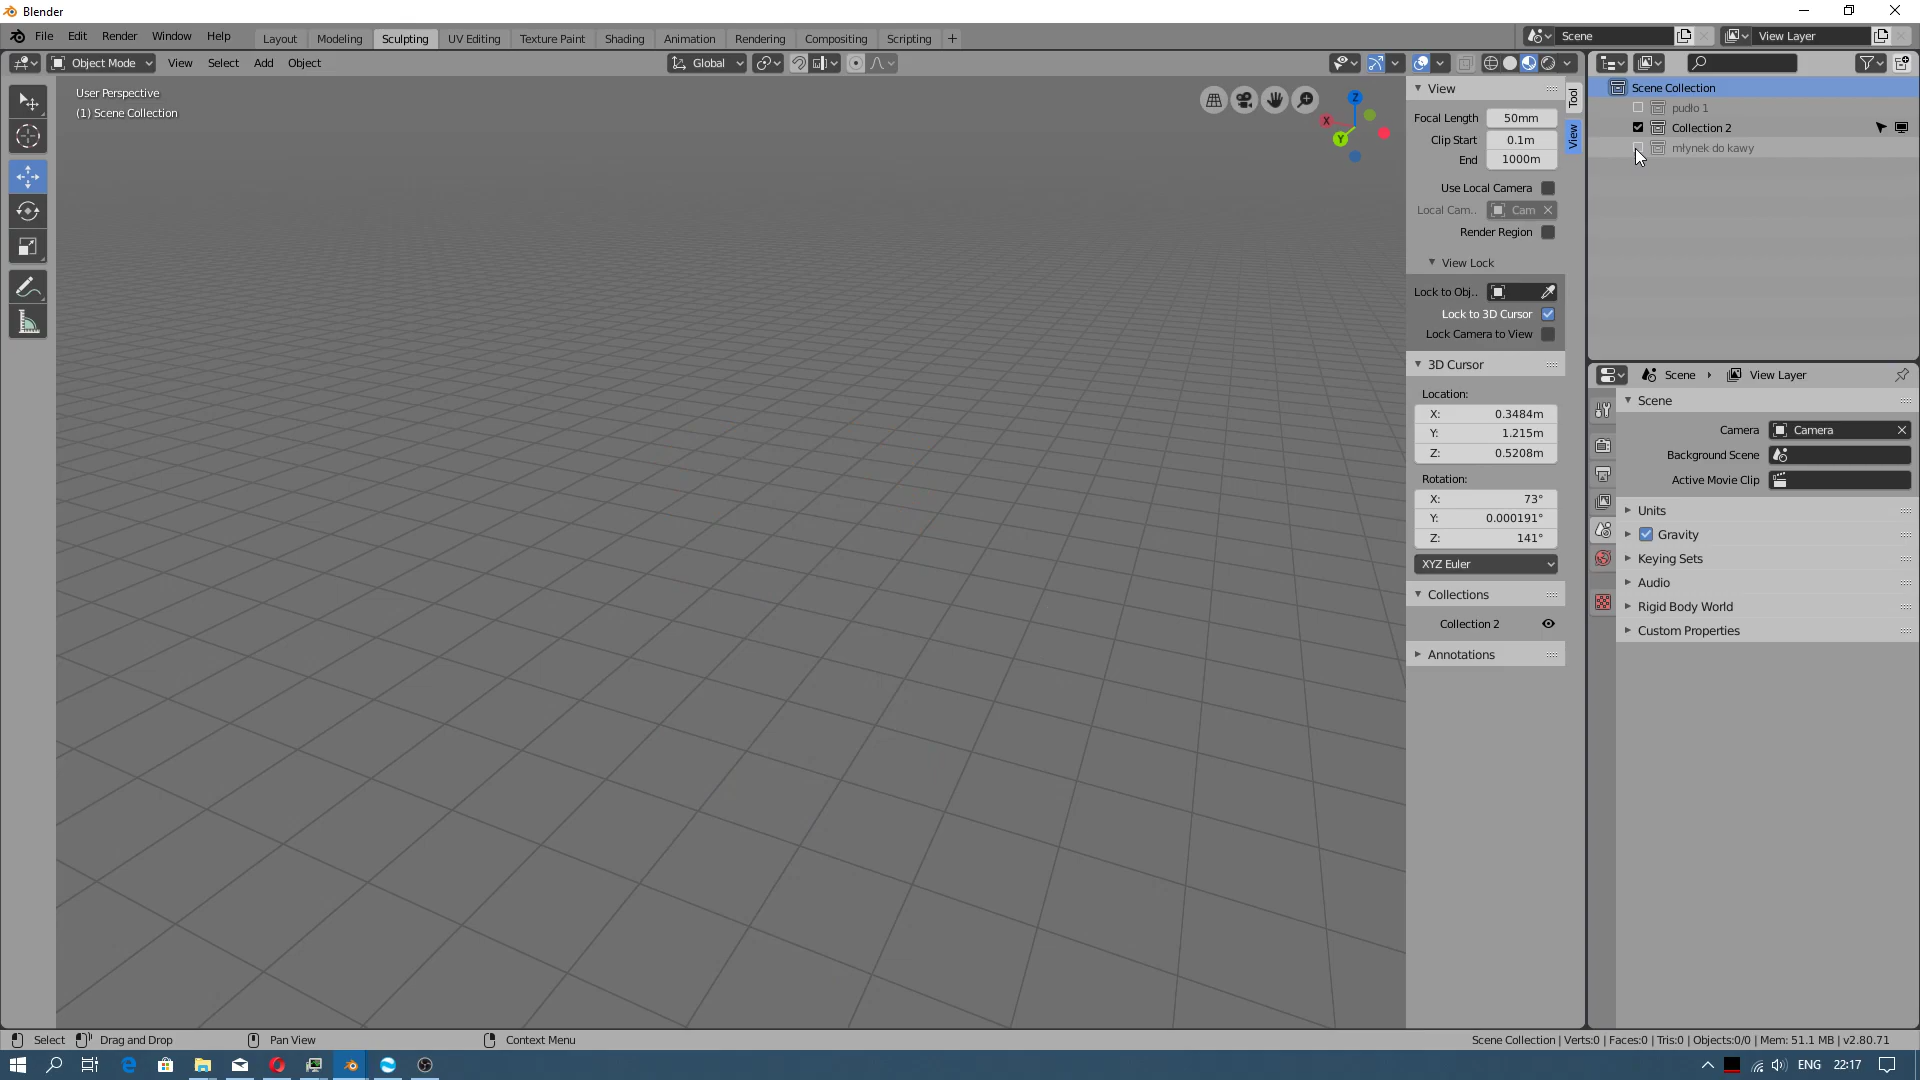 Blender
File Edit Render Window Help Layout Modeling Sculpting UV Editing Texture Paint Shading Animation Rendering Compositing Scripting + Scene View Layer
Object Mode View Select Add Object Global
User Perspective
(1) Scene Collection
X
Y
Z
View
Focal Length 50mm
Clip Start 0.1m
End 1000m
Use Local Camera
Local Cam.. Cam
Render Region
View Lock
Lock to Obj..
Lock to 3D Cursor
Lock Camera to View
3D Cursor
Location:
X: 0.3484m
Y: 1.215m
Z: 0.5208m
Rotation:
X: 73°
Y: 0.000191°
Z: 141°
XYZ Euler
Collections
Collection 2
Annotations
Tool
View
Scene Collection
pudło 1
Collection 2
młynek do kawy
Scene View Layer
Scene
Camera Camera
Background Scene
Active Movie Clip
Units
Gravity
Keying Sets
Audio
Rigid Body World
Custom Properties
Select Drag and Drop Pan View Context Menu Scene Collection | Verts:0 | Faces:0 | Tris:0 | Objects:0/0 | Mem: 51.1 MB | v2.80.71
ENG 22:17